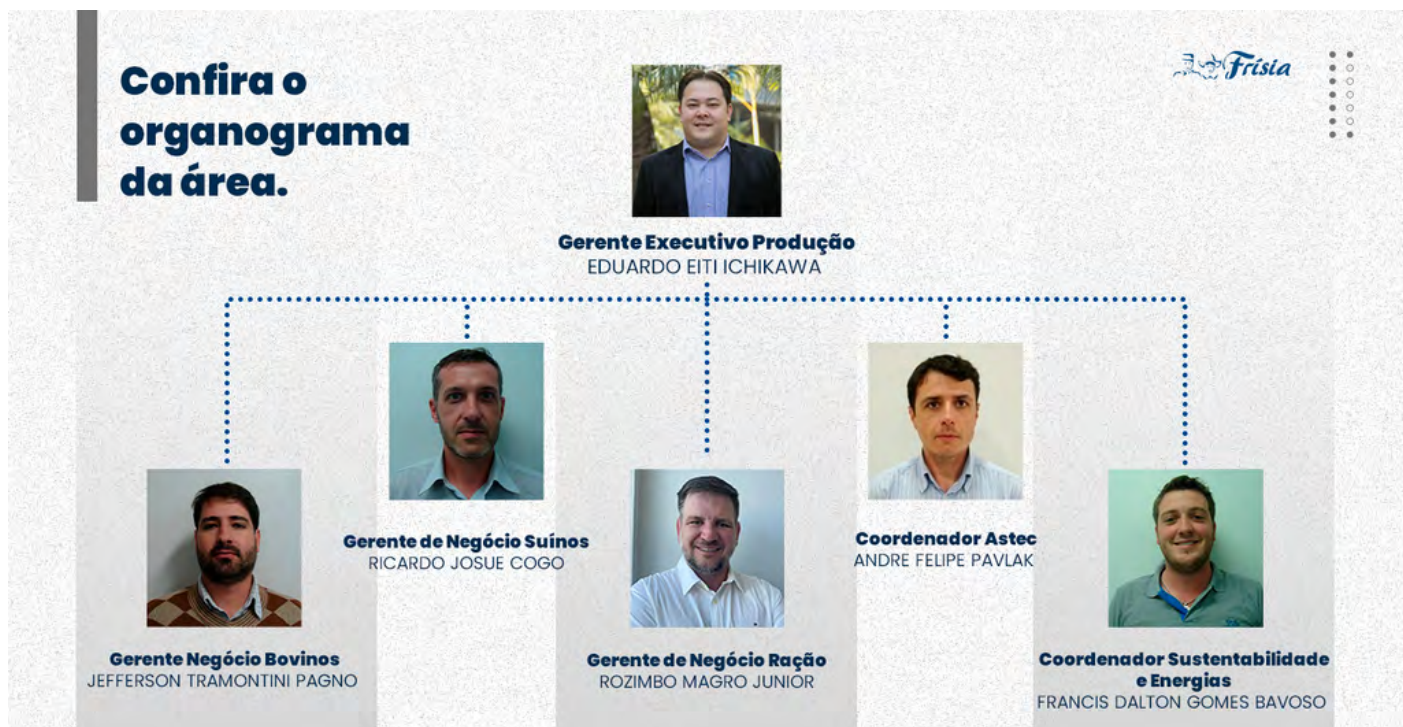 Confira o
organograma
da área.
Frísia
Gerente Executivo Produção
EDUARDO EITI ICHIKAWA
Gerente de Negócio Suínos
RICARDO JOSUE COGO
Coordenador Astec
ANDRE FELIPE PAVLAK
Gerente Negócio Bovinos
JEFFERSON TRAMONTINI PAGNO
Gerente de Negócio Ração
ROZIMBO MAGRO JUNIOR
Coordenador Sustentabilidade
e Energias
FRANCIS DALTON GOMES BAVOSO